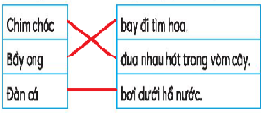 Chim chóc
bay đi tìm hoa.
Bầy ong
đua nhau hót trong vòm cây.
Đàn cá
bơi dưới hồ nước.